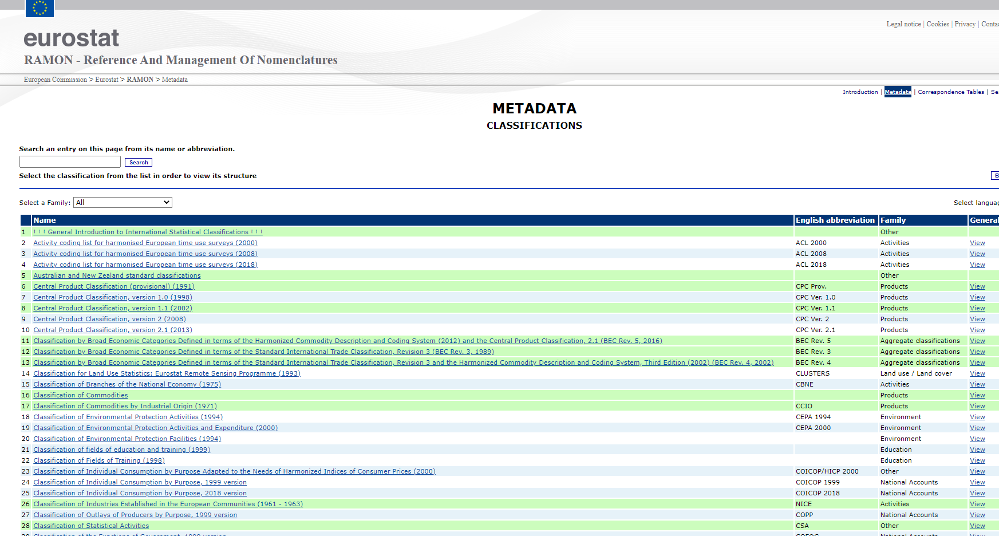 Legal notice | Cookies | Privacy |
eurostat
RAMON - Reference And Management Of Nomenclatures
European Commission > Eurostat > RAMON > Metadata
Introduction | Metadata | Correspondence Tables |
METADATA
CLASSIFICATIONS
Search an entry on this page from its name or abbreviation.
Search
Select the classification from the list in order to view its structure
Select a Family: All Select
Name English abbreviation Family General
1 ! ! ! General Introduction to International Statistical Classifications ! ! ! Other
2 Activity coding list for harmonised European time use surveys (2000) ACL 2000 Activities View
3 Activity coding list for harmonised European time use surveys (2008) ACL 2008 Activities View
4 Activity coding list for harmonised European time use surveys (2018) ACL 2018 Activities View
5 Australian and New Zealand standard classifications Other
6 Central Product Classification (provisional) (1991) CPC Prov. Products View
7 Central Product Classification, version 1.0 (1998) CPC Ver. 1.0 Products View
8 Central Product Classification, version 1.1 (2002) CPC Ver. 1.1 Products View
9 Central Product Classification, version 2 (2008) CPC Ver. 2 Products View
10 Central Product Classification, version 2.1 (2013) CPC Ver. 2.1 Products View
11 Classification by Broad Economic Categories Defined in terms of the Harmonized Commodity Description and Coding System (2012) and the Central Product Classification, 2.1 (BEC Rev. 5, 2016) BEC Rev. 5 Aggregate classifications View
12 Classification by Broad Economic Categories Defined in terms of the Standard International Trade Classification, Revision 3 (BEC Rev. 3, 1989) BEC Rev. 3 Aggregate classifications View
13 Classification by Broad Economic Categories Defined in terms of the Standard International Trade Classification, Revision 3 and the Harmonized Commodity Description and Coding System, Third Edition (2002) (BEC Rev. 4, 2002) BEC Rev. 4 Aggregate classifications View
14 Classification for Land Use Statistics: Eurostat Remote Sensing Programme (1993) CLUSTERS Land use / Land cover View
15 Classification of Branches of the National Economy (1975) CBNE Activities View
16 Classification of Commodities Products View
17 Classification of Commodities by Industrial Origin (1971) CCIO Products View
18 Classification of Environmental Protection Activities (1994) CEPA 1994 Environment View
19 Classification of Environmental Protection Activities and Expenditure (2000) CEPA 2000 Environment View
20 Classification of Environmental Protection Facilities (1994) Environment View
21 Classification of fields of education and training (1999) Education View
22 Classification of Fields of Training (1998) Education View
23 Classification of Individual Consumption by Purpose Adapted to the Needs of Harmonized Indices of Consumer Prices (2000) COICOP/HICP 2000 Other View
24 Classification of Individual Consumption by Purpose, 1999 version COICOP 1999 National Accounts View
25 Classification of Individual Consumption by Purpose, 2018 version COICOP 2018 National Accounts View
26 Classification of Industries Established in the European Communities (1961 - 1963) NICE Activities View
27 Classification of Outlays of Producers by Purpose, 1999 version COPP National Accounts View
28 Classification of Statistical Activities CSA Other View